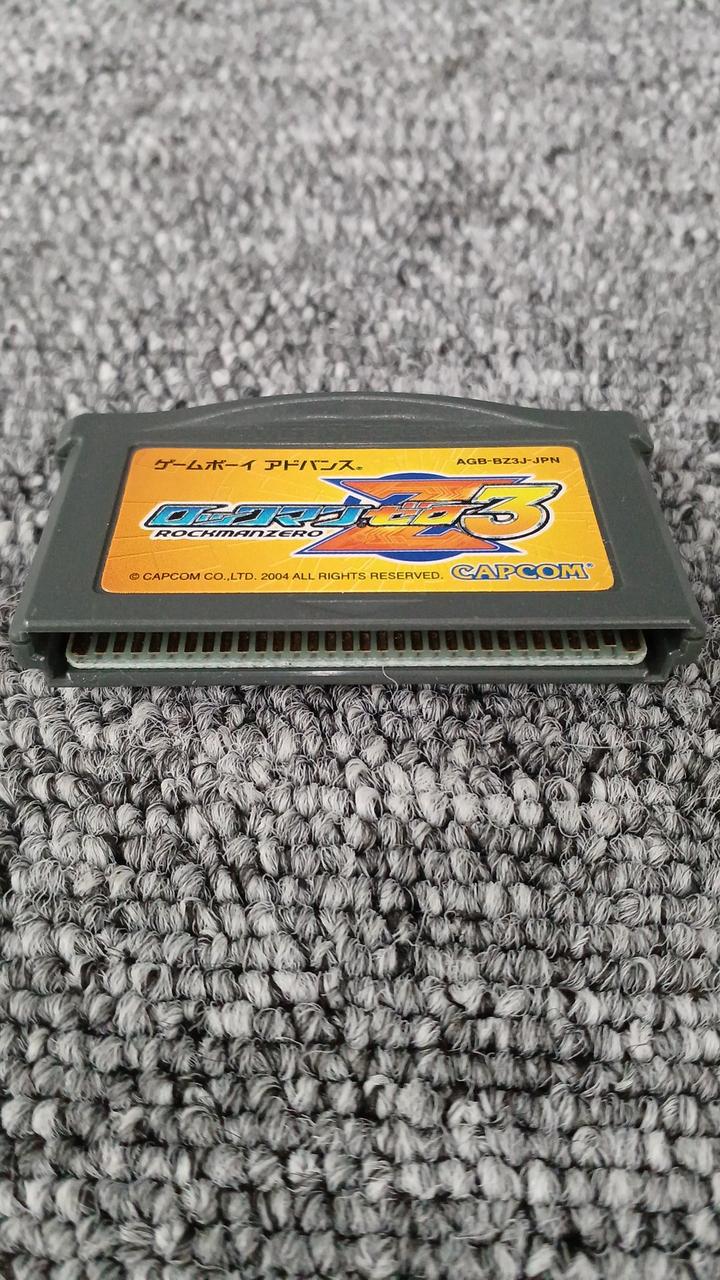 ゲームボーイ アドバンス® AGB-BZ3J-JPN
ロックマン ゼロ 3
ROCKMANZERO
© CAPCOM CO.,LTD. 2004 ALL RIGHTS RESERVED. CAPCOM®